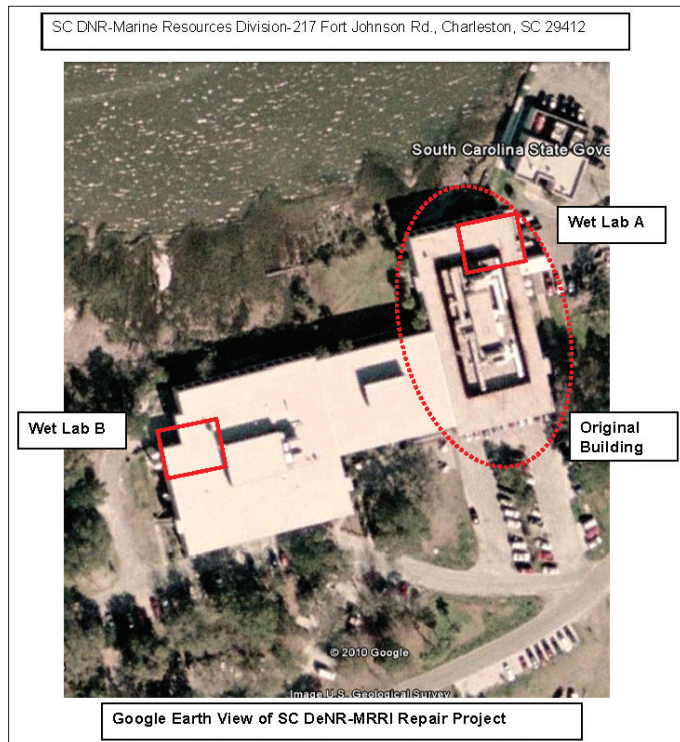 SC DNR-Marine Resources Division-217 Fort Johnson Rd., Charleston, SC 29412
South Carolina State Gove
Wet Lab A
Wet Lab B
Original
Building
© 2010 Google
Image U.S. Geological Survey
Google Earth View of SC DeNR-MRRI Repair Project